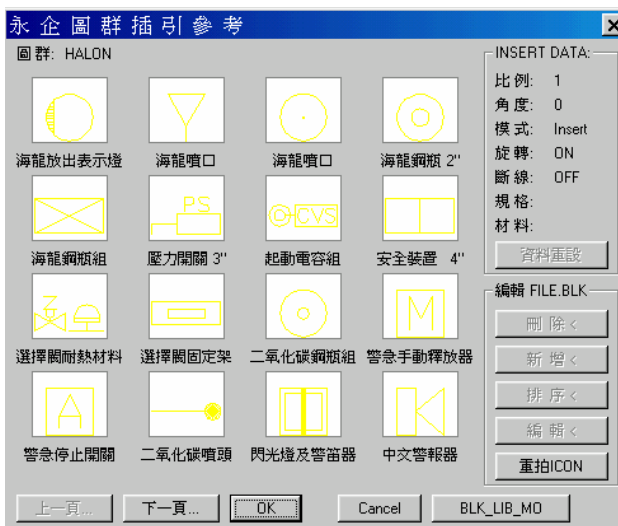 永企圖群插引參考
圖群: HALON
海龍放出表示燈 海龍噴口 海龍噴口 海龍鋼瓶 2"
PS
CVS
海龍鋼瓶組 壓力開關 3" 起動電容組 安全裝置 4"
M
選擇閥耐熱材料 選擇閥固定架 二氧化碳鋼瓶組 警急手動釋放器
A
警急停止開關 二氧化碳噴頭 閃光燈及警笛器 中文警報器
INSERT DATA:
比例: 1
角度: 0
模式: Insert
旋轉: ON
斷線: OFF
規格:
材料:
資料重設
編輯 FILE.BLK
刪除<
新增<
排序<
編輯<
重拍ICON
上一頁... 下一頁... OK Cancel BLK_LIB_MO